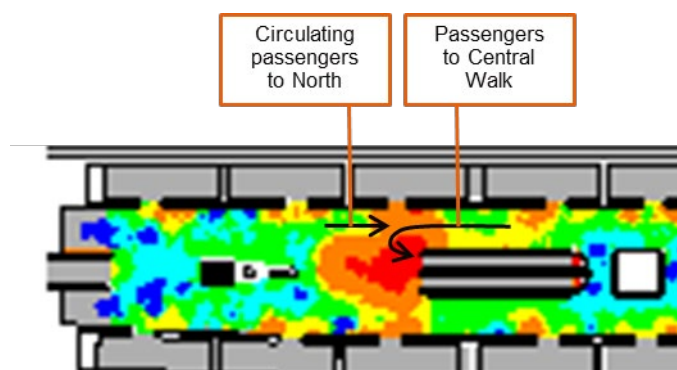 Circulating
passengers
to North
Passengers
to Central
Walk